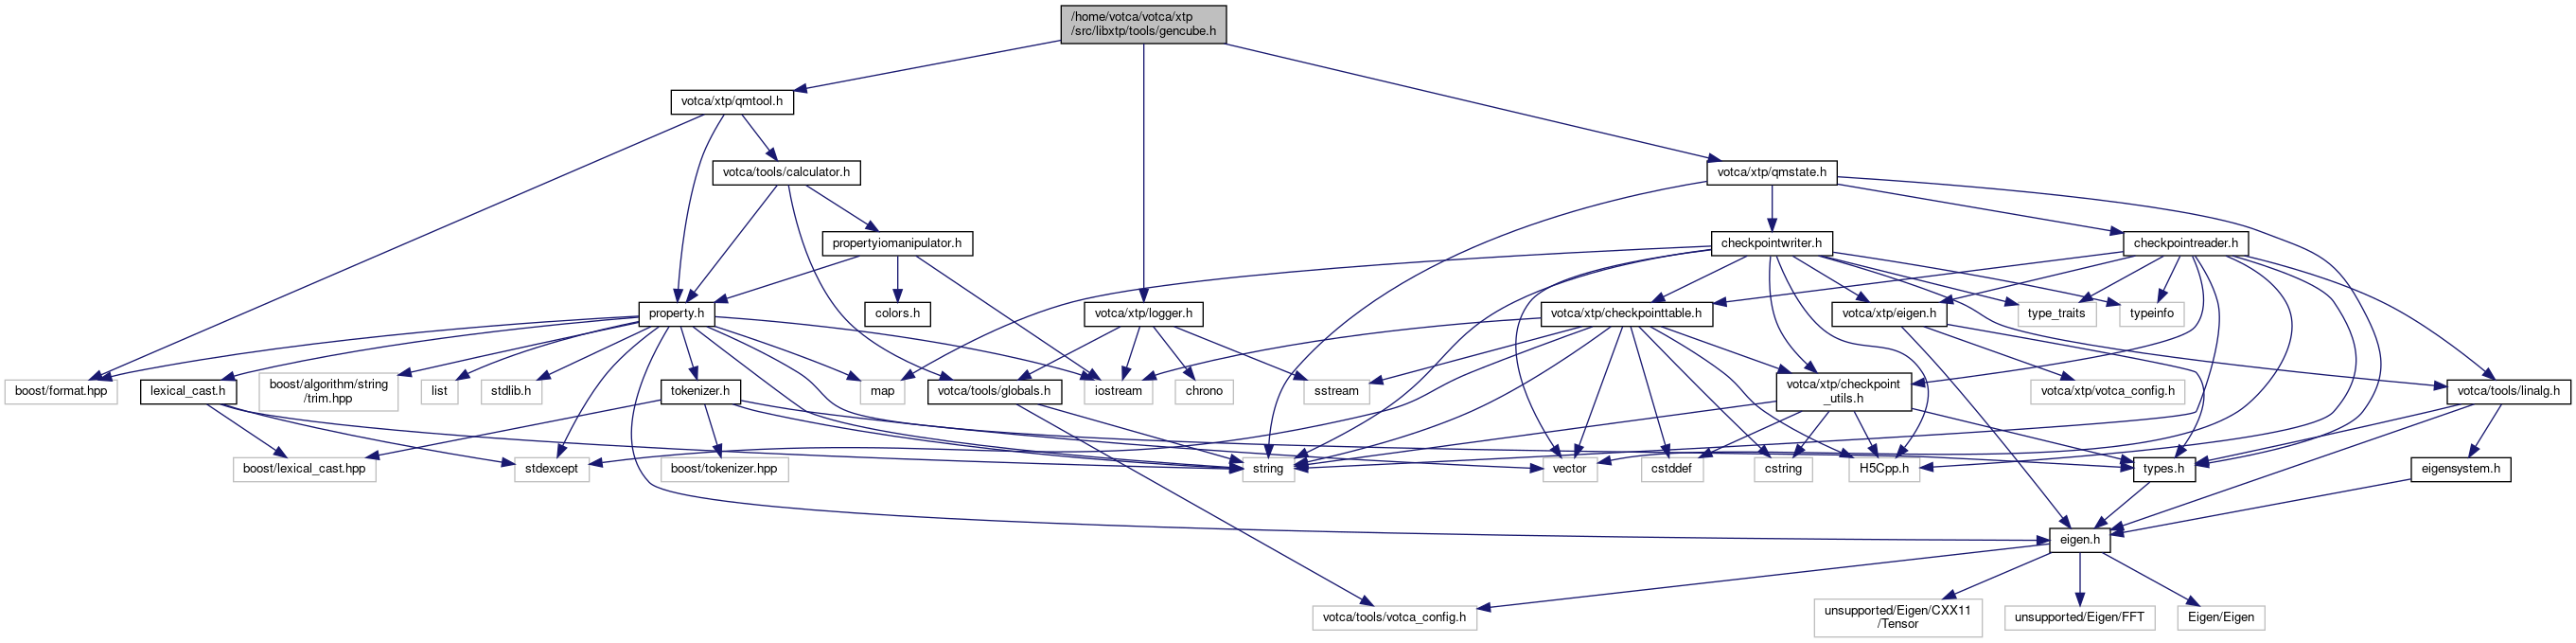 /home/votca/votca/xtp
/src/libxtp/tools/gencube.h
votca/xtp/qmtool.h
votca/tools/calculator.h
votca/xtp/qmstate.h
propertyiomanipulator.h
checkpointwriter.h
checkpointreader.h
property.h
colors.h
votca/xtp/logger.h
votca/xtp/checkpointtable.h
votca/xtp/eigen.h
type_traits
typeinfo
boost/format.hpp
lexical_cast.h
boost/algorithm/string
/trim.hpp
list
stdlib.h
tokenizer.h
map
votca/tools/globals.h
iostream
chrono
sstream
votca/xtp/checkpoint
_utils.h
votca/xtp/votca_config.h
votca/tools/linalg.h
boost/lexical_cast.hpp
stdexcept
boost/tokenizer.hpp
string
vector
cstddef
cstring
H5Cpp.h
types.h
eigensystem.h
eigen.h
votca/tools/votca_config.h
unsupported/Eigen/CXX11
/Tensor
unsupported/Eigen/FFT
Eigen/Eigen